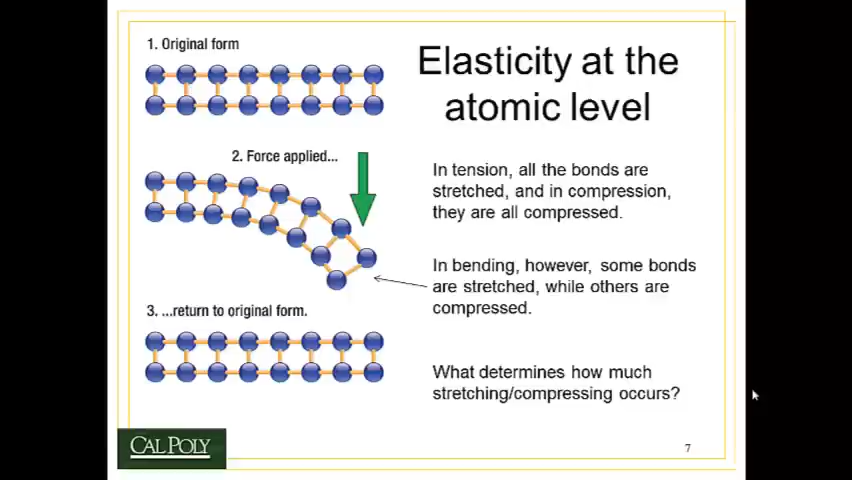 1. Original form
Elasticity at the
atomic level
2. Force applied...
In tension, all the bonds are
stretched, and in compression,
they are all compressed.
In bending, however, some bonds
are stretched, while others are
compressed.
3. ...return to original form.
What determines how much
stretching/compressing occurs?
CAL POLY
7